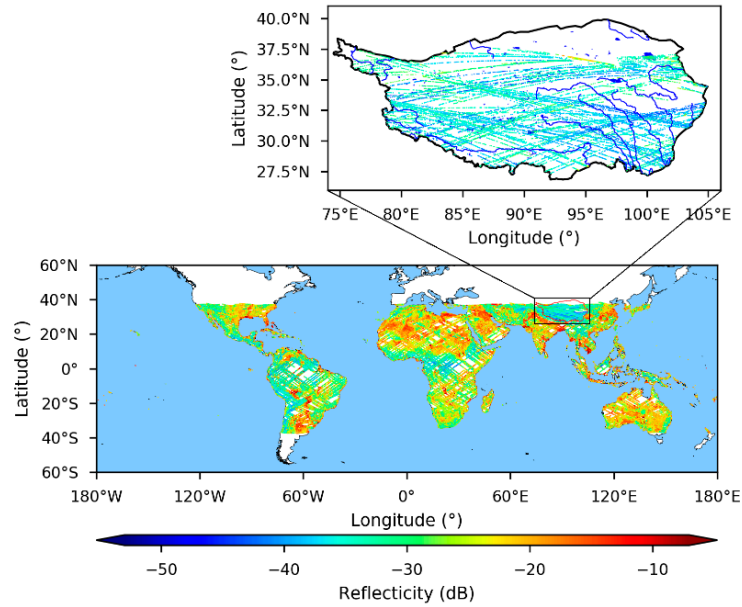 40.0°N
37.5°N
35.0°N
32.5°N
30.0°N
27.5°N
Latitude (°)
75°E 80°E 85°E 90°E 95°E 100°E 105°E
Longitude (°)
60°N
40°N
20°N
0°
20°S
40°S
60°S
Latitude (°)
180°W 120°W 60°W 0° 60°E 120°E 180°E
Longitude (°)
−50 −40 −30 −20 −10
Reflecticity (dB)